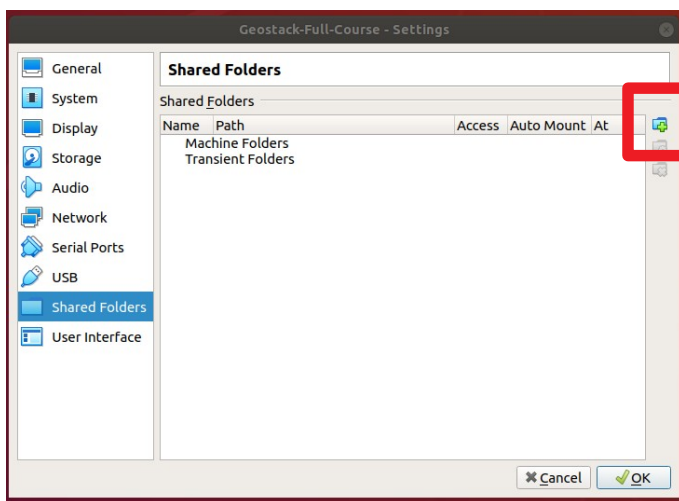 Geostack-Full-Course - Settings
General
System
Display
Storage
Audio
Network
Serial Ports
USB
Shared Folders
User Interface
Shared Folders
Shared Folders
Name Path Access Auto Mount At
Machine Folders
Transient Folders
Cancel OK